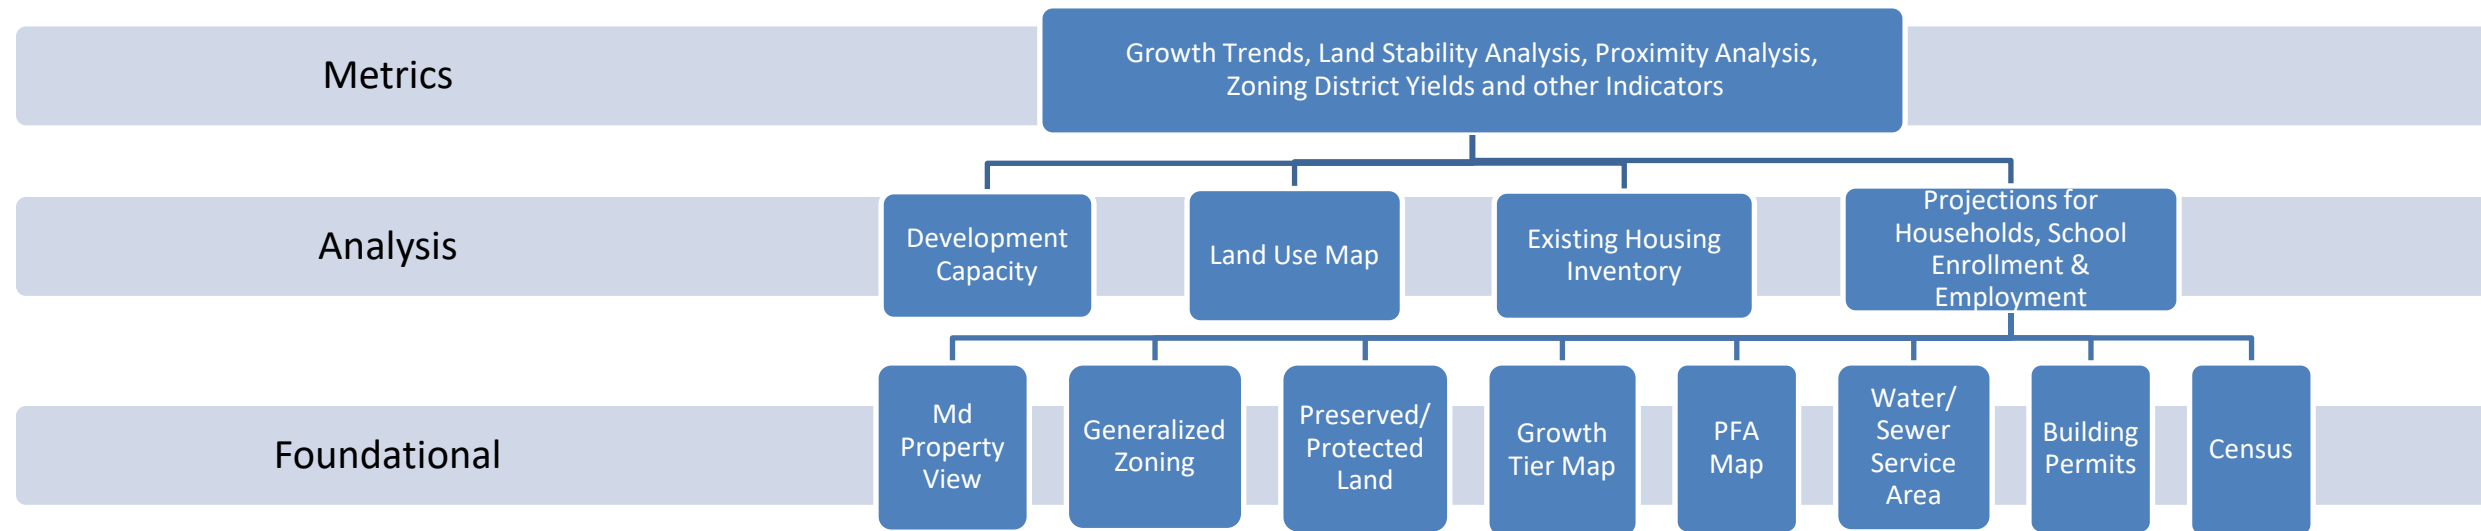 Metrics
Growth Trends, Land Stability Analysis, Proximity Analysis,
Zoning District Yields and other Indicators
Analysis
Development
Capacity
Land Use Map
Existing Housing
Inventory
Projections for
Households, School
Enrollment &
Employment
Foundational
Md
Property
View
Generalized
Zoning
Preserved/
Protected
Land
Growth
Tier Map
PFA
Map
Water/
Sewer
Service
Area
Building
Permits
Census